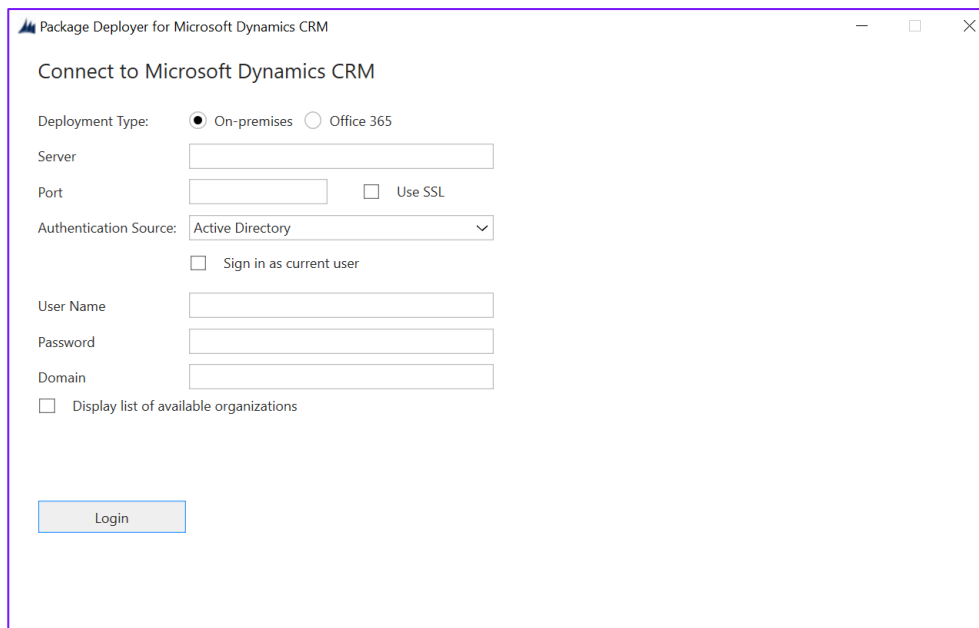 Package Deployer for Microsoft Dynamics CRM
Connect to Microsoft Dynamics CRM
Deployment Type: On-premises Office 365
Server
Port Use SSL
Authentication Source: Active Directory
Sign in as current user
User Name
Password
Domain
Display list of available organizations
Login